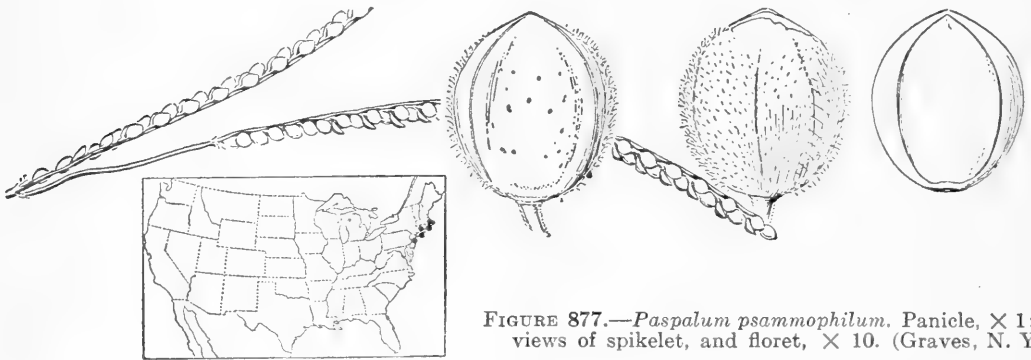 FIGURE 877.—Paspalum psammophilum. Panicle, × 1;
views of spikelet, and floret, × 10. (Graves, N. Y